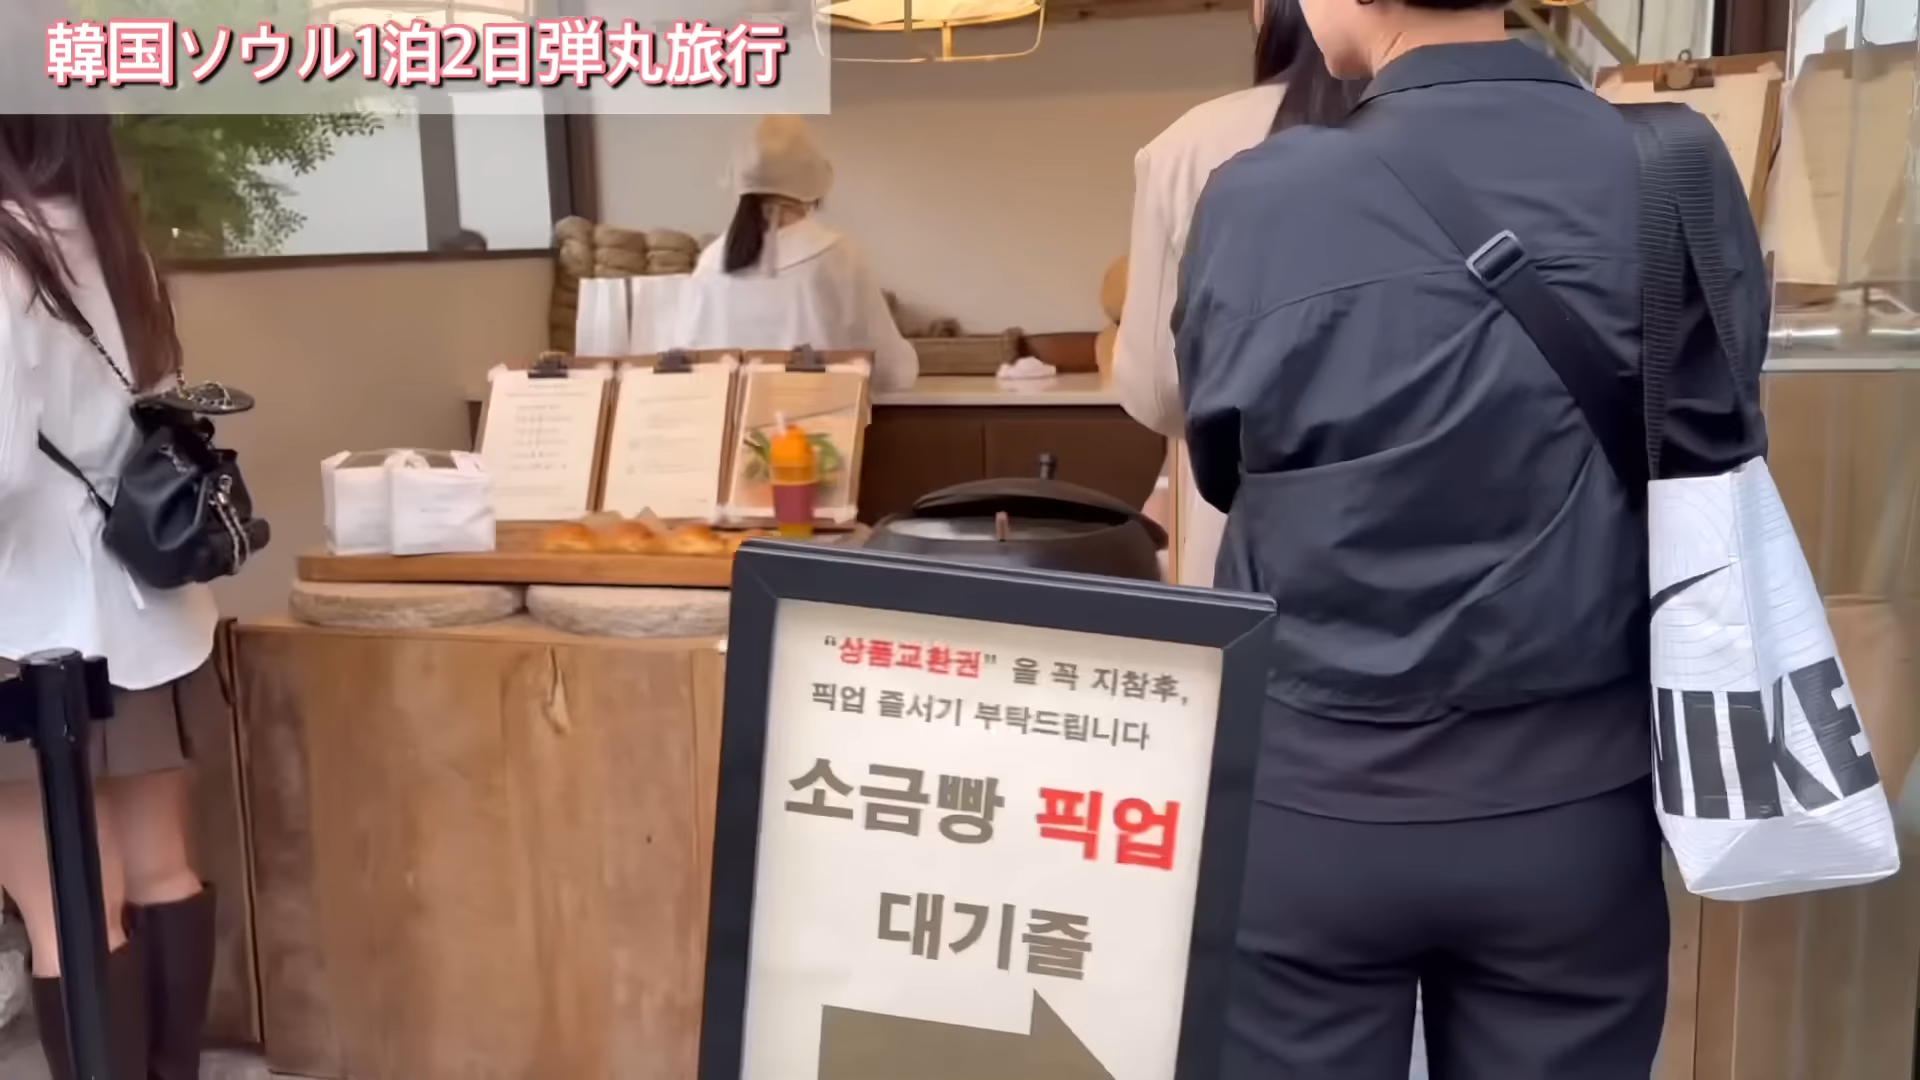 韓国ソウル1泊2日弾丸旅行
“상품교환권” 을 꼭 지참후,
픽업 줄서기 부탁드립니다
소금빵 픽업
대기줄
NIKE